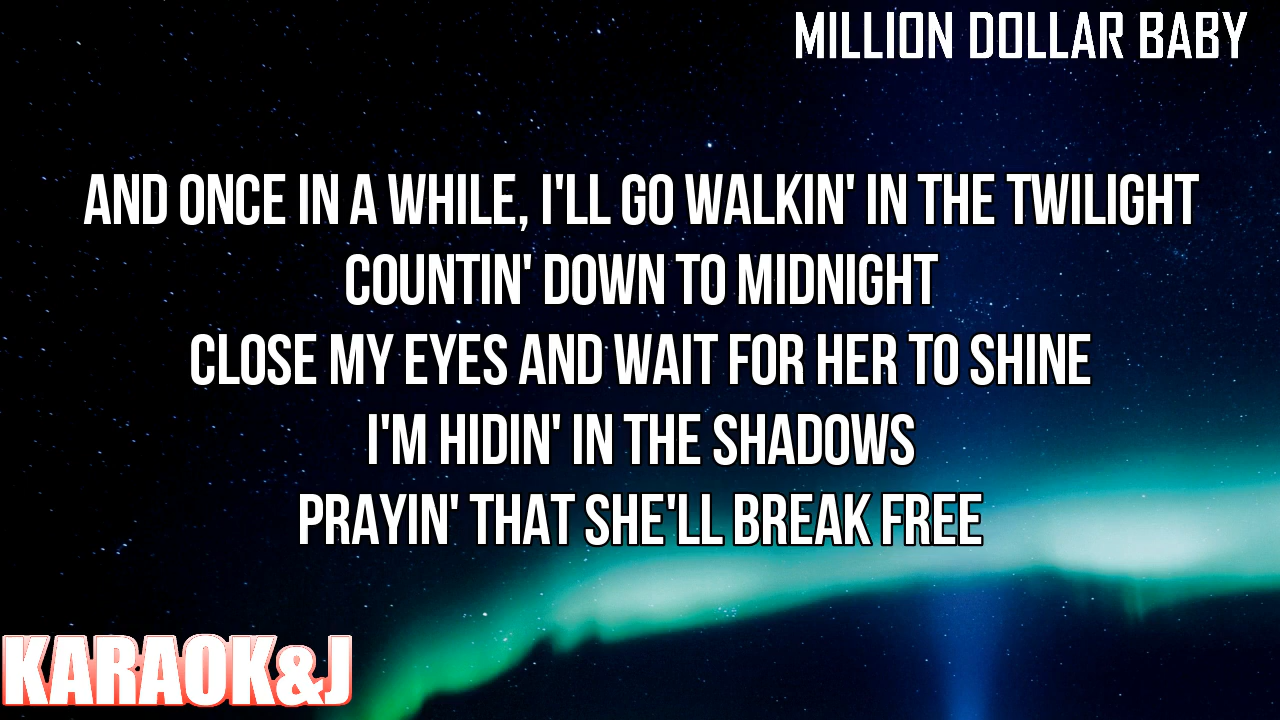 MILLION DOLLAR BABY
AND ONCE IN A WHILE, I'LL GO WALKIN' IN THE TWILIGHT
COUNTIN' DOWN TO MIDNIGHT
CLOSE MY EYES AND WAIT FOR HER TO SHINE
I'M HIDIN' IN THE SHADOWS
PRAYIN' THAT SHE'LL BREAK FREE
KARAOK&J